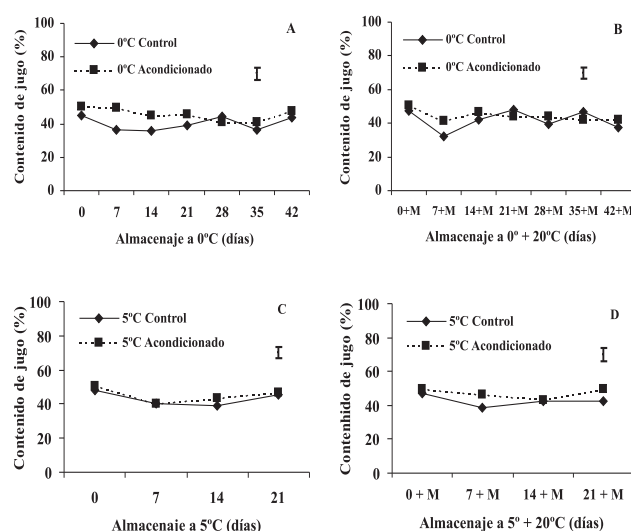 Contenido de jugo (%)
100
80
60
40
20
0
A
0ºC Control
0ºC Acondicionado
0 7 14 21 28 35 42
Almacenaje a 0ºC (días)
Contenido de jugo (%)
100
80
60
40
20
0
B
0ºC Control
0ºC Acondicionado
0+M 7+M 14+M 21+M 28+M 35+M 42+M
Almacenaje a 0º + 20ºC (días)
Contenido de jugo (%)
100
80
60
40
20
0
C
5ºC Control
5ºC Acondicionado
0 7 14 21
Almacenaje a 5ºC (días)
Contenhido de jugo (%)
100
80
60
40
20
0
D
5ºC Control
5ºC Acondicionado
0 + M 7 + M 14 + M 21 + M
Almacenaje a 5º + 20ºC (días)